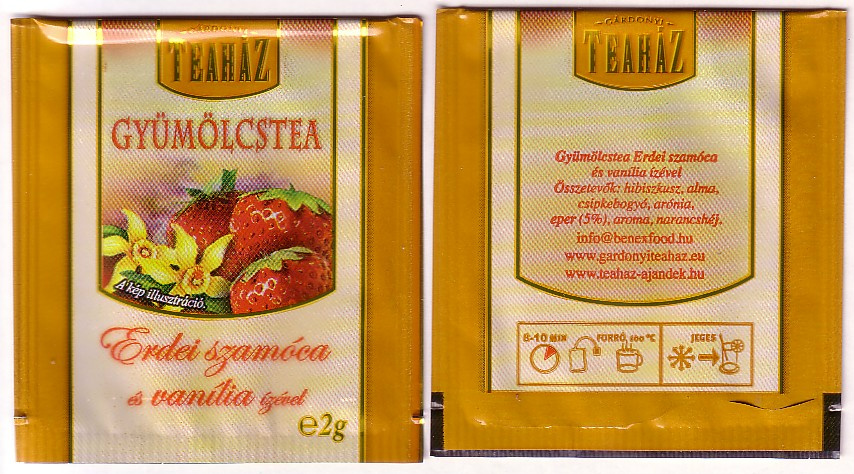 GÁRDONYI
TEAHÁZ
GYÜMÖLCSTEA
A kép illusztráció.
Erdei szamóca
és vanília ízével
℮2g
GÁRDONYI
TEAHÁZ
Gyümölcstea Erdei szamóca
és vanília ízével
Összetevők: hibiszkusz, alma,
csipkebogyó, arónia,
eper (5%), aroma, narancshéj.
info@benexfood.hu
www.gardonyiteahaz.eu
www.teahaz-ajandek.hu
8-10 MIN FORRÓ, 100 °C JEGES